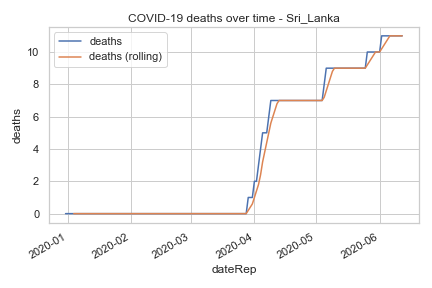 COVID-19 deaths over time - Sri_Lanka
deaths
deaths (rolling)
10
8
6
4
2
0
deaths
2020-01
2020-02
2020-03
2020-04
2020-05
2020-06
dateRep